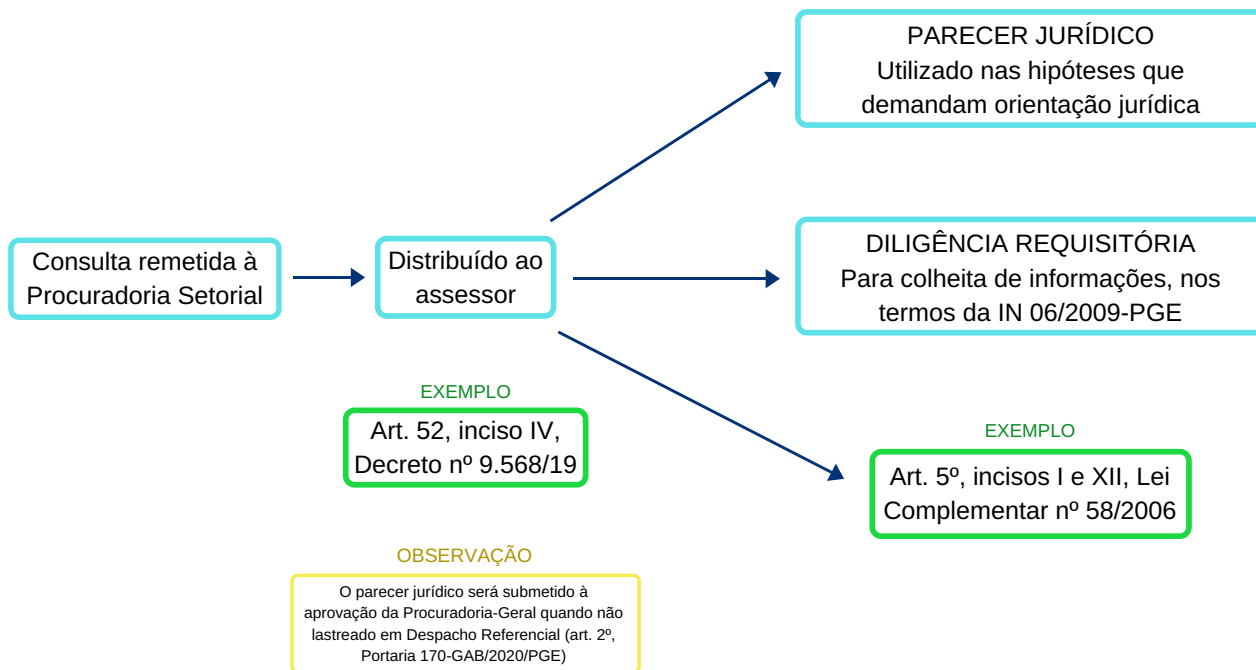 PARECER JURÍDICO
Utilizado nas hipóteses que
demandam orientação jurídica
Consulta remetida à
Procuradoria Setorial
Distribuído ao
assessor
DILIGÊNCIA REQUISITÓRIA
Para colheita de informações, nos
termos da IN 06/2009-PGE
EXEMPLO
Art. 52, inciso IV,
Decreto nº 9.568/19
EXEMPLO
Art. 5º, incisos I e XII, Lei
Complementar nº 58/2006
OBSERVAÇÃO
O parecer jurídico será submetido à
aprovação da Procuradoria-Geral quando não
lastreado em Despacho Referencial (art. 2º,
Portaria 170-GAB/2020/PGE)